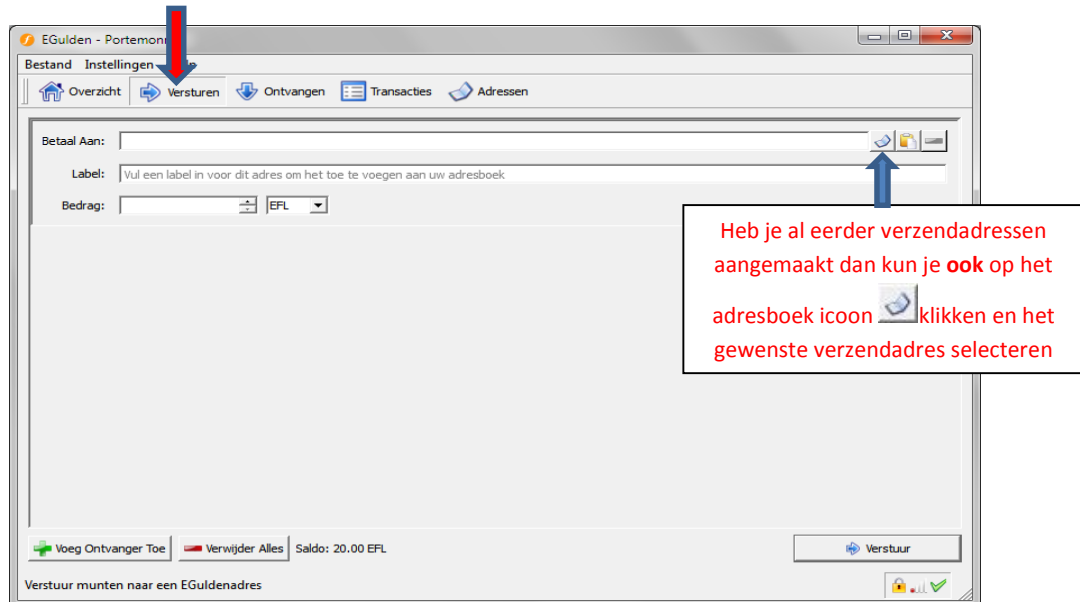 EGulden - Portemonn
Bestand Instellingen
Overzicht Versturen Ontvangen Transacties Adressen
Betaal Aan:
Label: Vul een label in voor dit adres om het toe te voegen aan uw adresboek
Bedrag: EFL
Heb je al eerder verzendadressen
aangemaakt dan kun je ook op het
adresboek icoon klikken en het
gewenste verzendadres selecteren
Voeg Ontvanger Toe Verwijder Alles Saldo: 20.00 EFL Verstuur
Verstuur munten naar een EGuldenadres